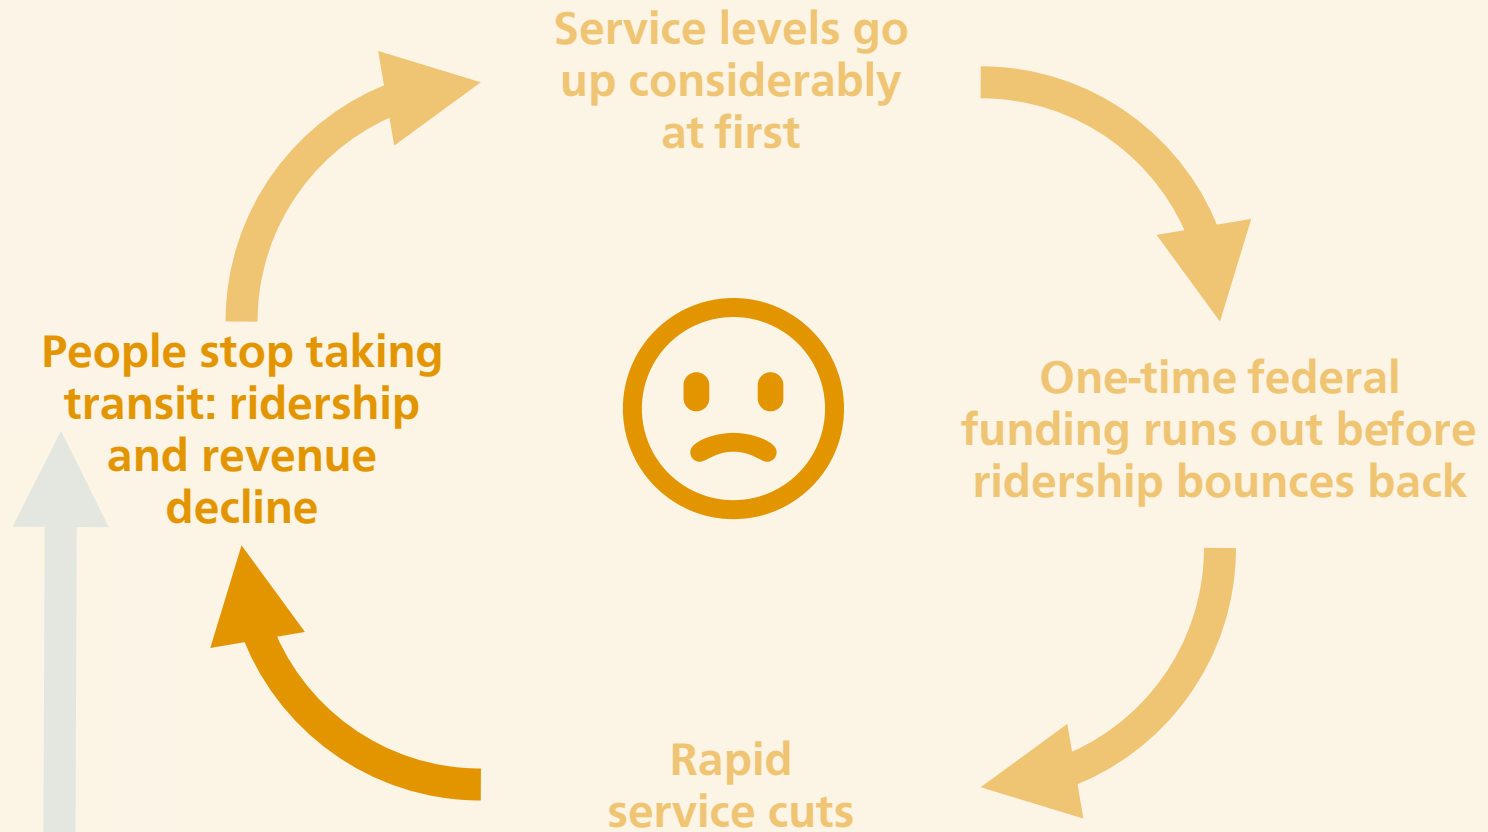 Service levels go
up considerably
at first
One-time federal
funding runs out before
ridership bounces back
Rapid
service cuts
People stop taking
transit: ridership
and revenue
decline